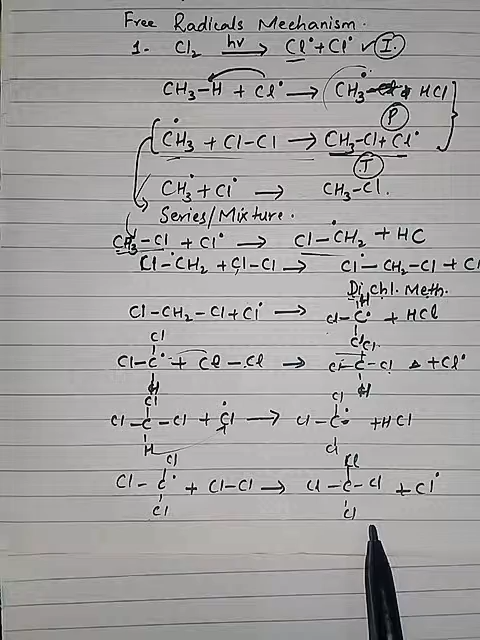 Free Radicals Mechanism.
1. Cl₂ hv→ Cl• + Cl• ✓ I.
CH₃-H + Cl• → CH₃• + HCl
P
•CH₃ + Cl-Cl → CH₃-Cl + Cl•
T
CH₃• + Cl• → CH₃-Cl.
Series/Mixture.
CH₃-Cl + Cl• → Cl-•CH₂ + HC
Cl-•CH₂ + Cl-Cl → Cl-CH₂-Cl + Cl
Di chl. Meth.
H
Cl-CH₂-Cl + Cl• → Cl-C• + HCl
Cl
Cl Cl
Cl-C• + Cl-Cl → Cl-C-Cl + Cl•
H H
Cl Cl
Cl-C-Cl + •Cl → Cl-C• + HCl
H Cl
Cl Cl
Cl-C• + Cl-Cl → Cl-C-Cl + Cl•
Cl Cl